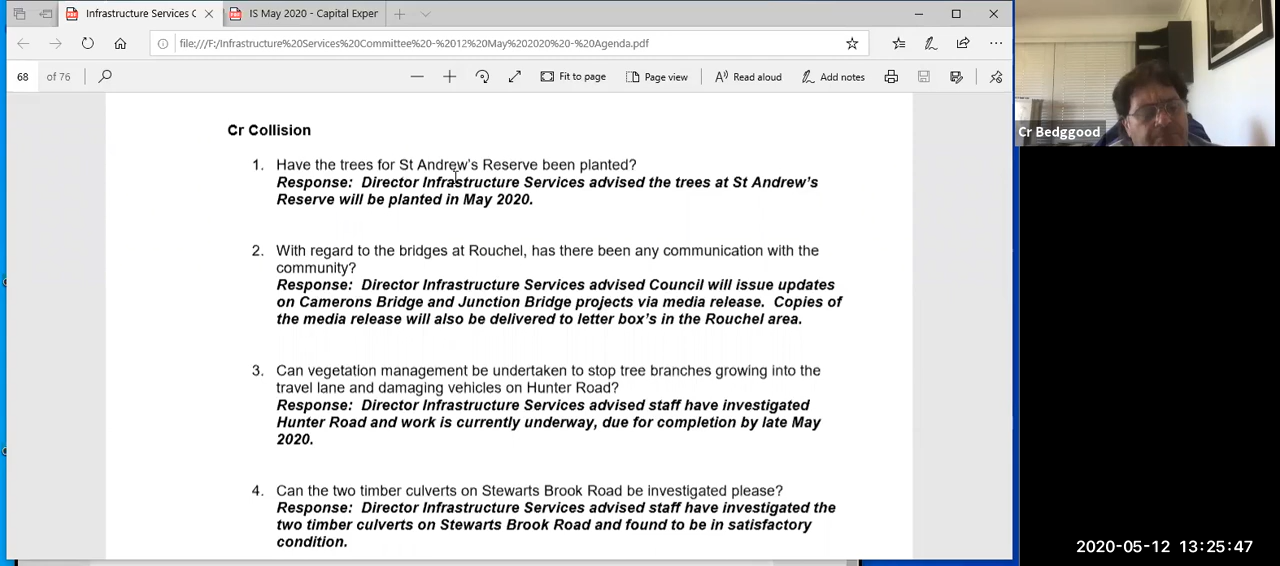 Infrastructure Services C
IS May 2020 - Capital Exper
file:///F:/Infrastructure%20Services%20Committee%20-%2012%20May%202020%20-%20Agenda.pdf
68 of 76
Fit to page
Page view
Read aloud
Add notes
Cr Bedggood
Cr Collision
1. Have the trees for St Andrew's Reserve been planted?
Response: Director Infrastructure Services advised the trees at St Andrew's
Reserve will be planted in May 2020.
2. With regard to the bridges at Rouchel, has there been any communication with the
community?
Response: Director Infrastructure Services advised Council will issue updates
on Camerons Bridge and Junction Bridge projects via media release. Copies of
the media release will also be delivered to letter box's in the Rouchel area.
3. Can vegetation management be undertaken to stop tree branches growing into the
travel lane and damaging vehicles on Hunter Road?
Response: Director Infrastructure Services advised staff have investigated
Hunter Road and work is currently underway, due for completion by late May
2020.
4. Can the two timber culverts on Stewarts Brook Road be investigated please?
Response: Director Infrastructure Services advised staff have investigated the
two timber culverts on Stewarts Brook Road and found to be in satisfactory
condition.
2020-05-12 13:25:47